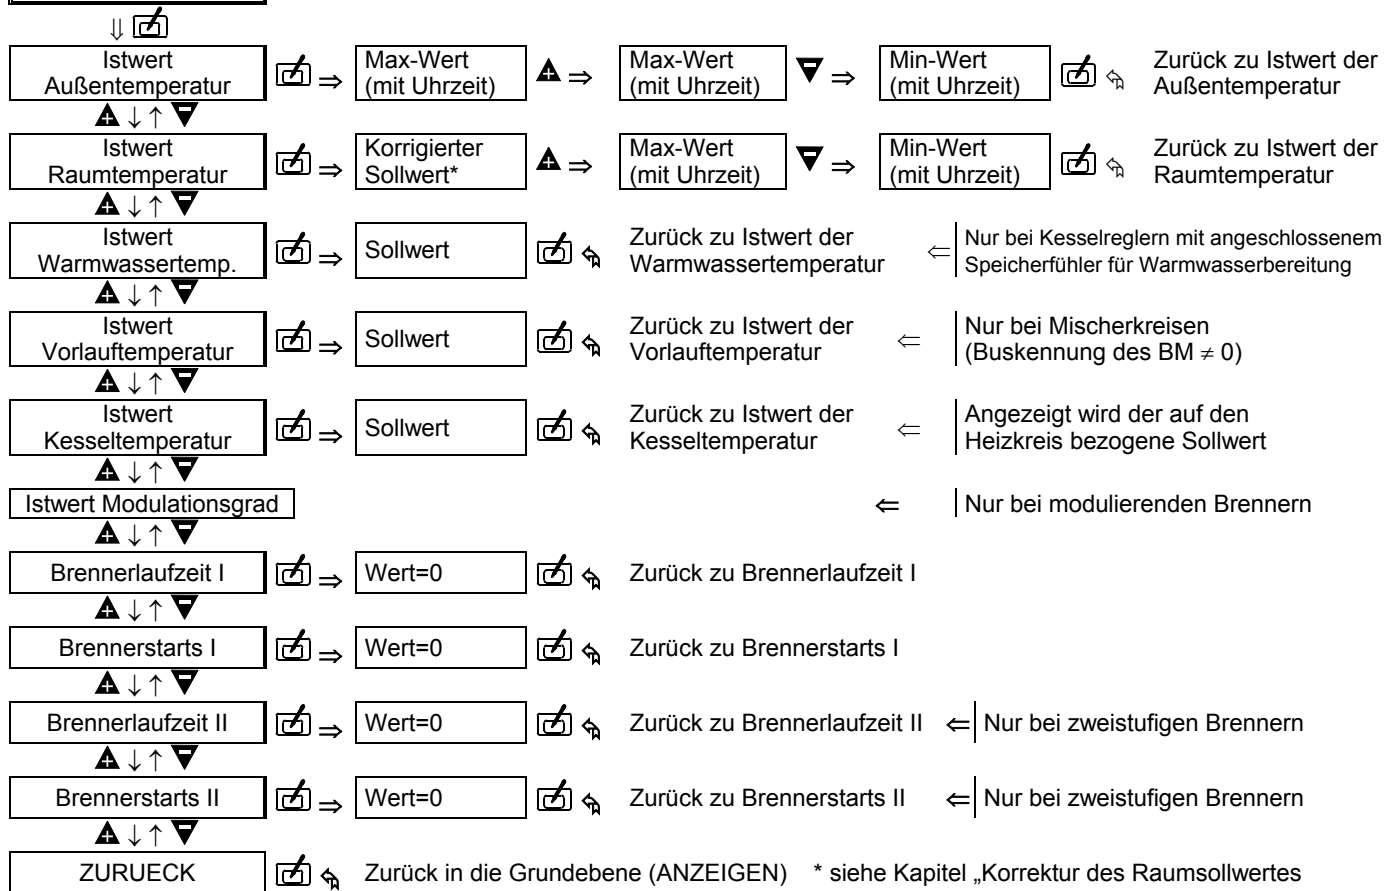 Istwert
Außentemperatur
Max-Wert
(mit Uhrzeit)
Max-Wert
(mit Uhrzeit)
Min-Wert
(mit Uhrzeit)
Zurück zu Istwert der
Außentemperatur
Istwert
Raumtemperatur
Korrigierter
Sollwert*
Max-Wert
(mit Uhrzeit)
Min-Wert
(mit Uhrzeit)
Zurück zu Istwert der
Raumtemperatur
Istwert
Warmwassertemp.
Sollwert
Zurück zu Istwert der
Warmwassertemperatur
Nur bei Kesselreglern mit angeschlossenem
Speicherfühler für Warmwasserbereitung
Istwert
Vorlauftemperatur
Sollwert
Zurück zu Istwert der
Vorlauftemperatur
Nur bei Mischerkreisen
(Buskennung des BM ≠ 0)
Istwert
Kesseltemperatur
Sollwert
Zurück zu Istwert der
Kesseltemperatur
Angezeigt wird der auf den
Heizkreis bezogene Sollwert
Istwert Modulationsgrad
Nur bei modulierenden Brennern
Brennerlaufzeit I
Wert=0
Zurück zu Brennerlaufzeit I
Brennerstarts I
Wert=0
Zurück zu Brennerstarts I
Brennerlaufzeit II
Wert=0
Zurück zu Brennerlaufzeit II
Nur bei zweistufigen Brennern
Brennerstarts II
Wert=0
Zurück zu Brennerstarts II
Nur bei zweistufigen Brennern
ZURUECK
Zurück in die Grundebene (ANZEIGEN)
* siehe Kapitel „Korrektur des Raumsollwertes